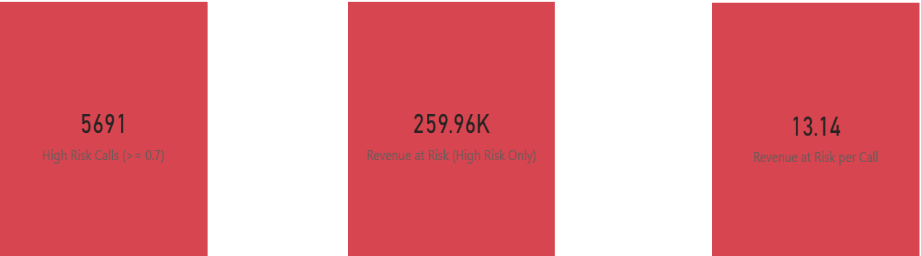 5691
High Risk Calls (>= 0.7)
259.96K
Revenue at Risk (High Risk Only)
13.14
Revenue at Risk per Call